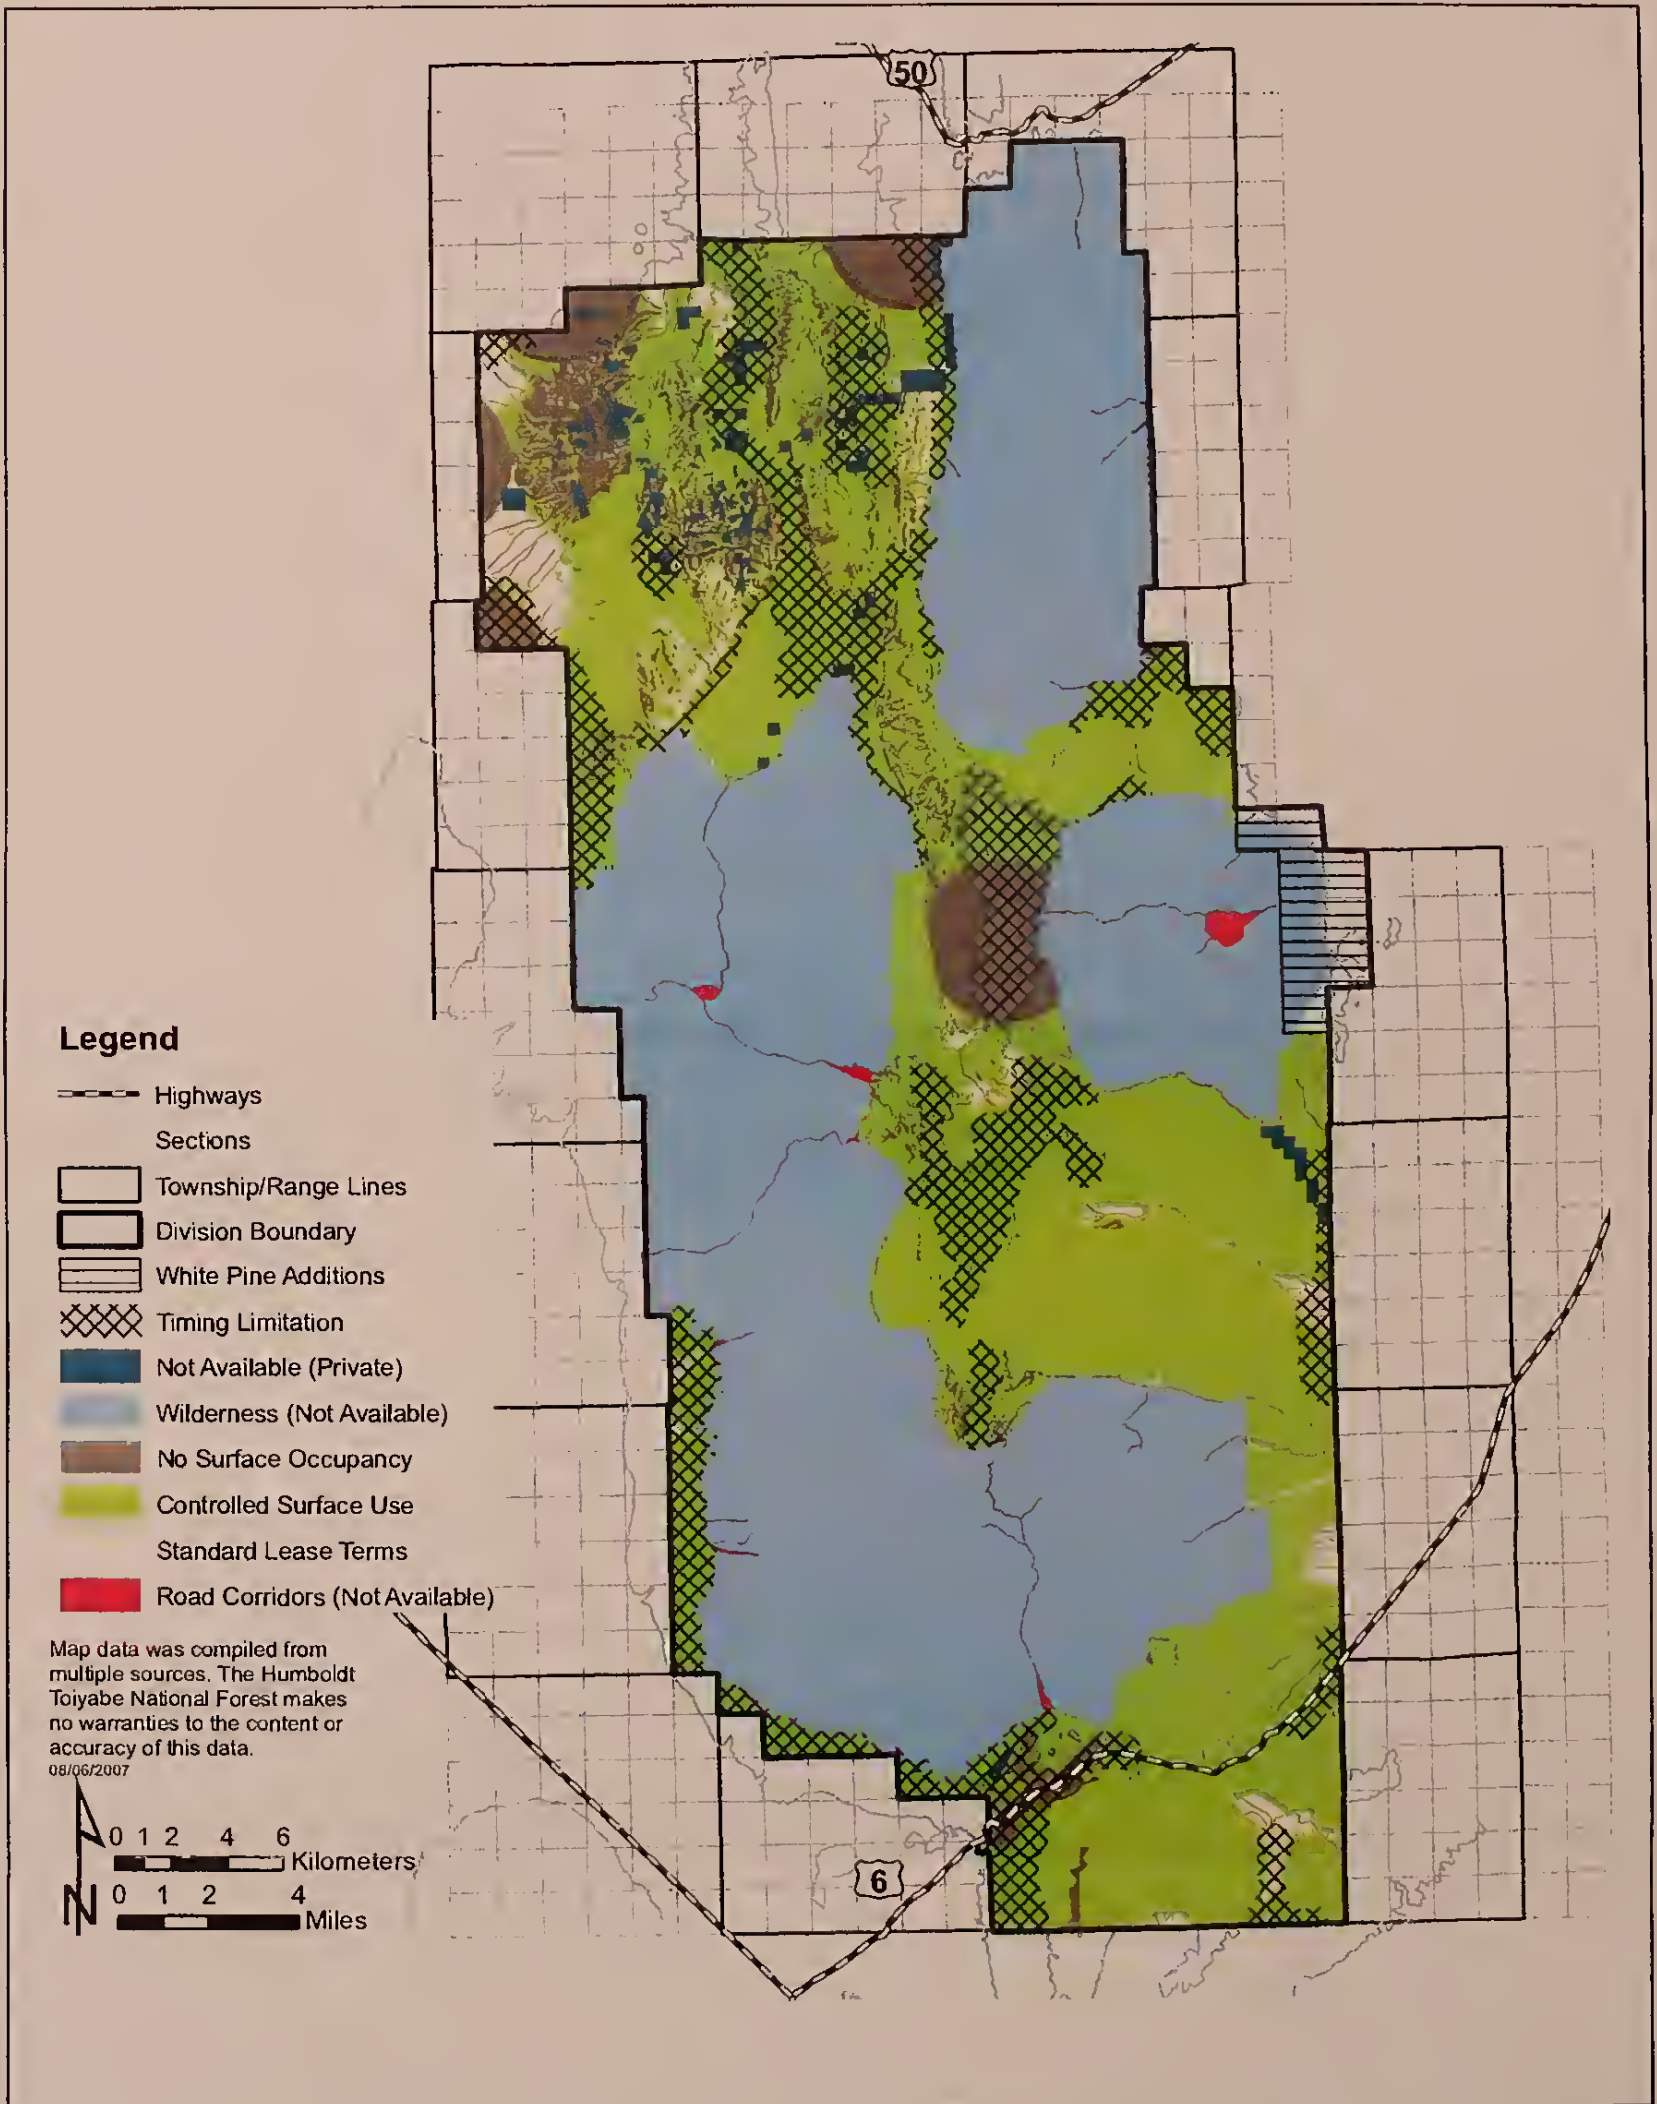 50
Legend
Highways
Sections
Township/Range Lines
Division Boundary
White Pine Additions
Timing Limitation
Not Available (Private)
Wilderness (Not Available)
No Surface Occupancy
Controlled Surface Use
Standard Lease Terms
Road Corridors (Not Available)
Map data was compiled from
multiple sources. The Humboldt
Toiyabe National Forest makes
no warranties to the content or
accuracy of this data.
08/06/2007
0 1 2 4 6
Kilometers
0 1 2 4
Miles
N
6